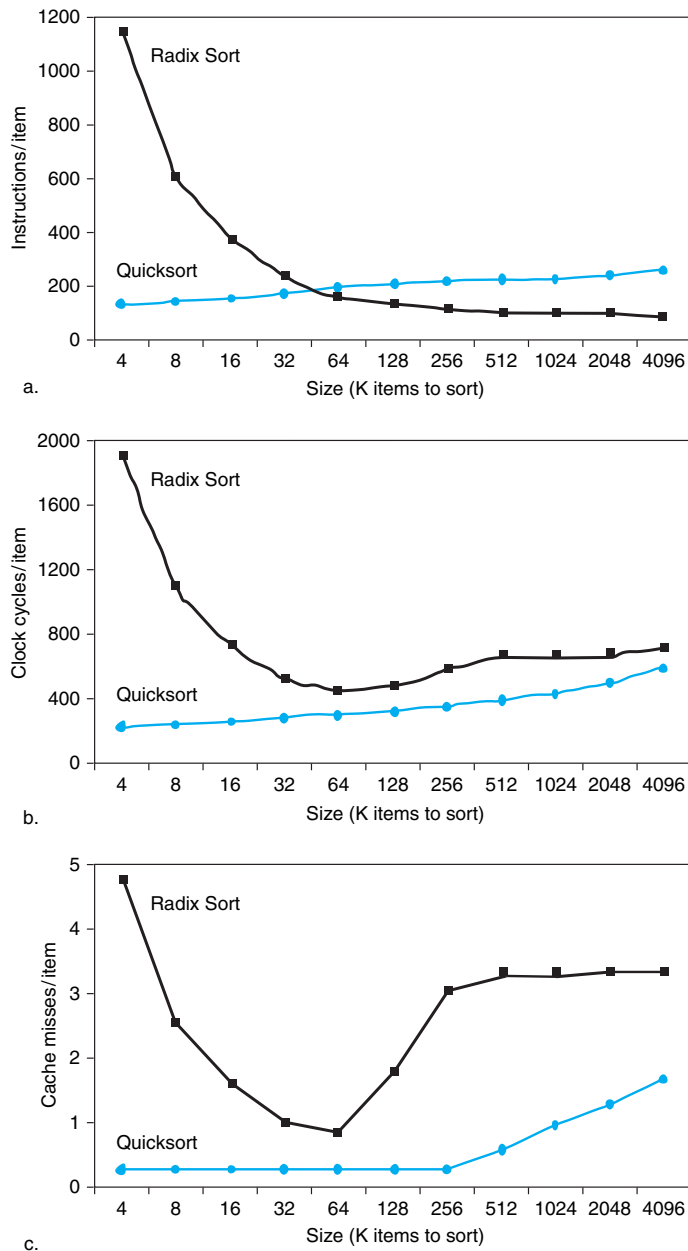 1200
Radix Sort
1000
800
Instructions/item
600
400
Quicksort
200
0
4 8 16 32 64 128 256 512 1024 2048 4096
a.
Size (K items to sort)
2000
Radix Sort
1600
1200
Clock cycles/item
800
Quicksort
400
0
4 8 16 32 64 128 256 512 1024 2048 4096
b.
Size (K items to sort)
5
Radix Sort
4
3
Cache misses/item
2
1
Quicksort
0
4 8 16 32 64 128 256 512 1024 2048 4096
c.
Size (K items to sort)